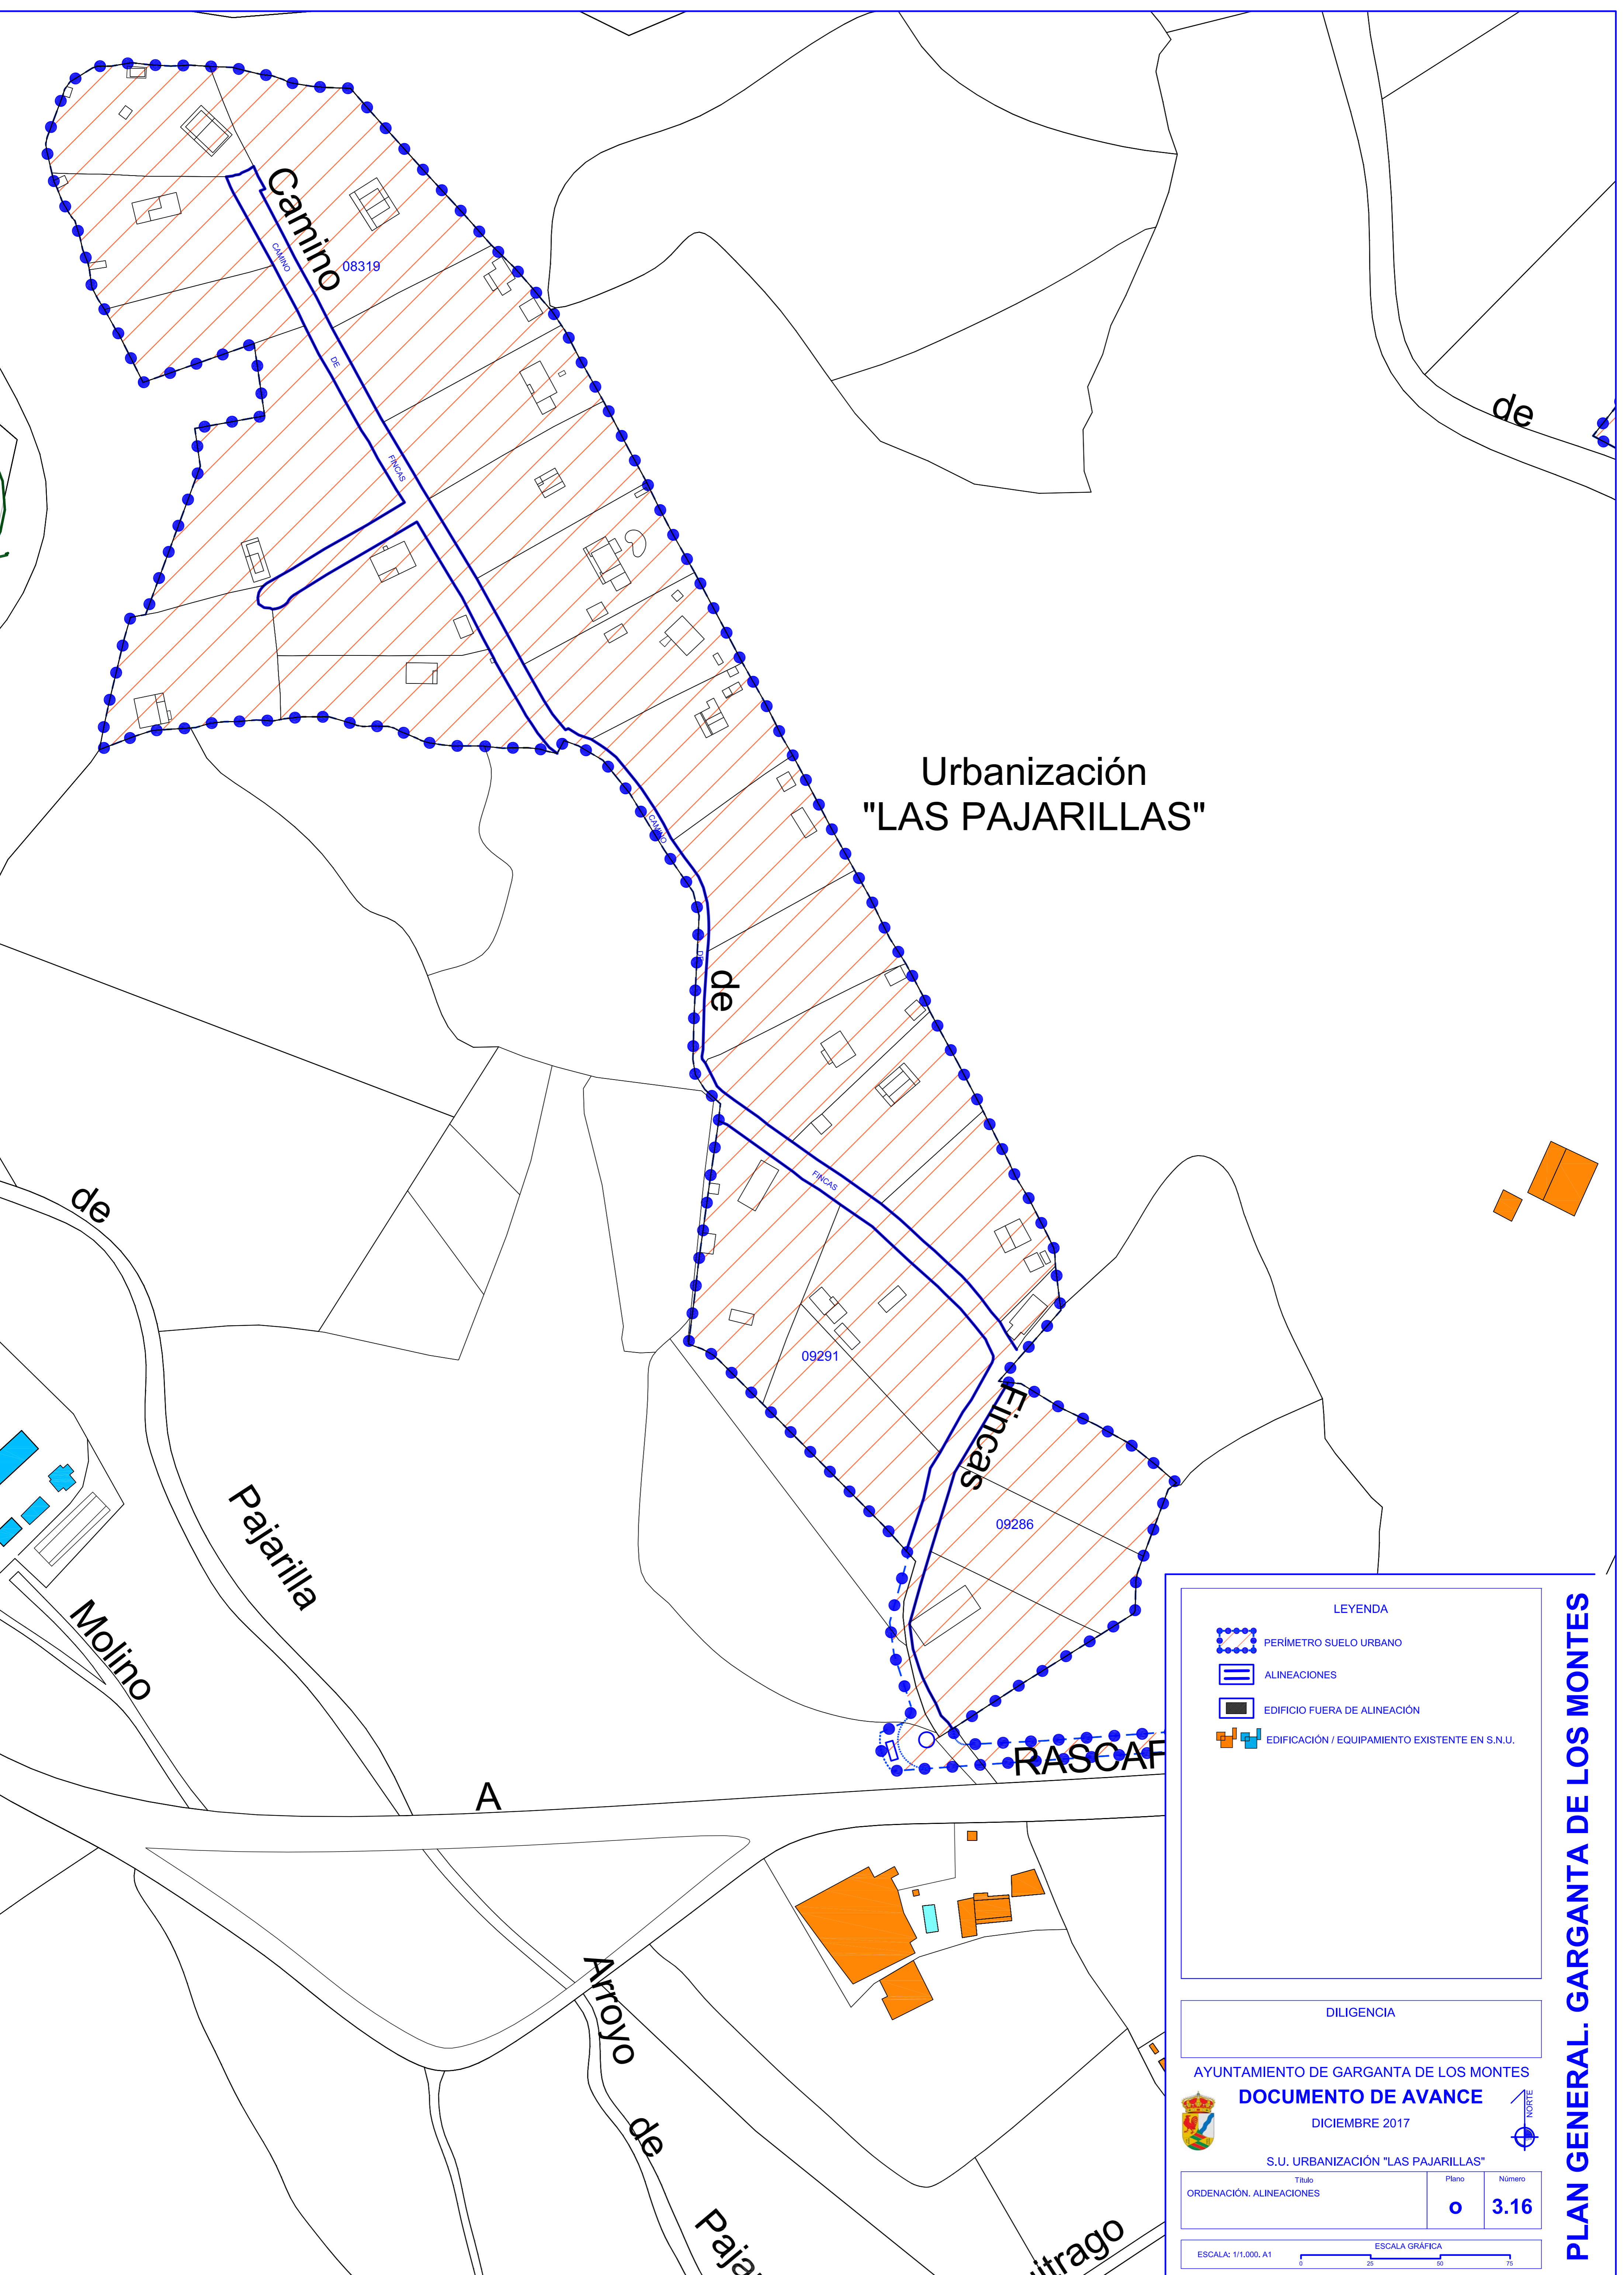 Camino
CAMINO
08319
DE
FINCAS
de
Urbanización
"LAS PAJARILLAS"
CAMINO
DE
de
FINCAS
de
09291
Fincas
09286
Pajarilla
Molino
RASCAF
A
Arroyo
de
Paja
itrago
LEYENDA
PERÍMETRO SUELO URBANO
ALINEACIONES
EDIFICIO FUERA DE ALINEACIÓN
EDIFICACIÓN / EQUIPAMIENTO EXISTENTE EN S.N.U.
DILIGENCIA
AYUNTAMIENTO DE GARGANTA DE LOS MONTES
DOCUMENTO DE AVANCE
DICIEMBRE 2017
NORTE
S.U. URBANIZACIÓN "LAS PAJARILLAS"
Título Plano Número
ORDENACIÓN. ALINEACIONES
o 3.16
ESCALA: 1/1.000. A1
ESCALA GRÁFICA
0 25 50 75
PLAN GENERAL. GARGANTA DE LOS MONTES